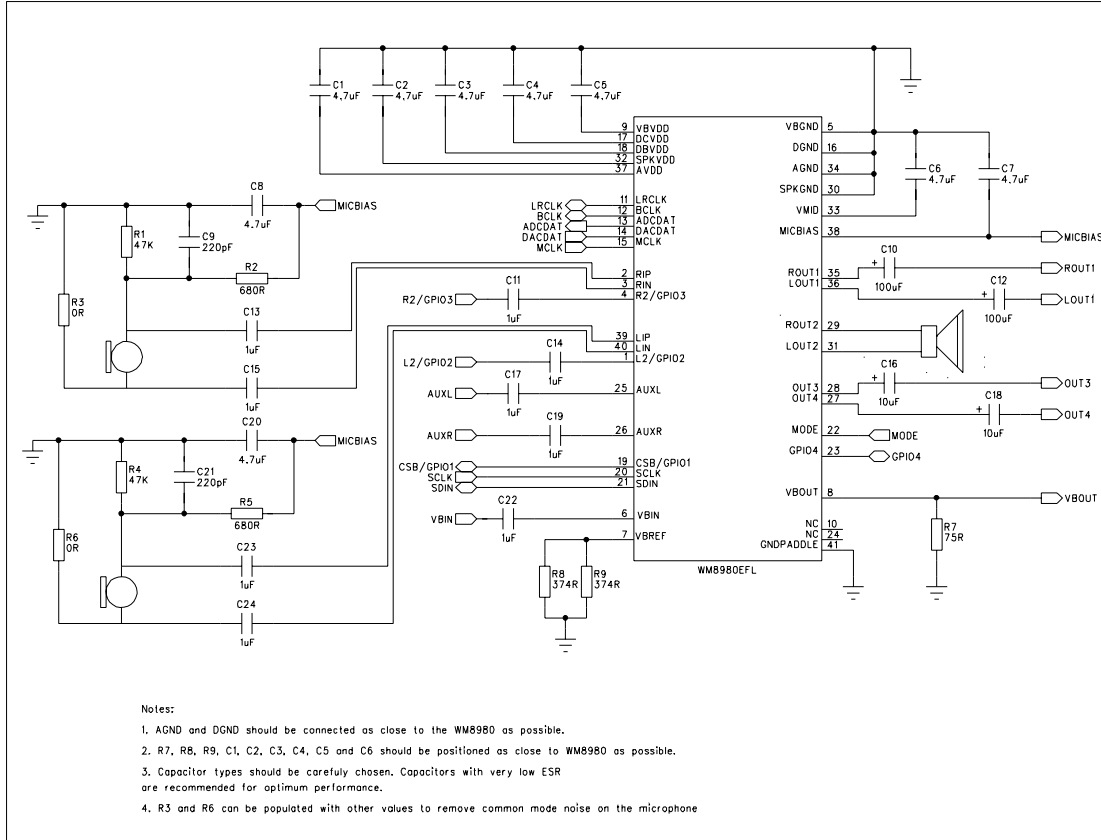 C1 4.7uF
C2 4.7uF
C3 4.7uF
C4 4.7uF
C5 4.7uF
9 VBVDD
17 DCVDD
18 DBVDD
32 SPKVDD
37 AVDD
VBGND 5
DGND 16
AGND 34
SPKGND 30
VMID 33
MICBIAS 38
C6 4.7uF
C7 4.7uF
MICBIAS
C8
4.7uF
MICBIAS
R1
47K
C9
220pF
R2
680R
R3
0R
C13
1uF
C15
1uF
LRCLK 11 LRCLK
BCLK 12 BCLK
ADCDAT 13 ADCDAT
DACDAT 14 DACDAT
MCLK 15 MCLK
2 RIP
3 RIN
4 R2/GPIO3
R2/GPIO3
C11
1uF
39 LIP
40 LIN
1 L2/GPIO2
L2/GPIO2
C14
1uF
AUXL
C17
1uF
25 AUXL
AUXR
C19
1uF
26 AUXR
CSB/GPIO1 19 CSB/GPIO1
SCLK 20 SCLK
SDIN 21 SDIN
VBIN
C22
1uF
6 VBIN
7 VBREF
R8
374R
R9
374R
ROUT1 35
LOUT1 36
C10
+
100uF
ROUT1
C12
+
100uF
LOUT1
ROUT2 29
LOUT2 31
OUT3 28
OUT4 27
C16
+
10uF
OUT3
C18
+
10uF
OUT4
MODE 22 MODE
GPIO4 23 GPIO4
VBOUT 8
VBOUT
R7
75R
NC 10
NC 24
GNDPADDLE 41
WM8980EFL
C20
4.7uF
MICBIAS
R4
47K
C21
220pF
R5
680R
R6
0R
C23
1uF
C24
1uF
Notes:
1. AGND and DGND should be connected as close to the WM8980 as possible.
2. R7, R8, R9, C1, C2, C3, C4, C5 and C6 should be positioned as close to WM8980 as possible.
3. Capacitor types should be carefuly chosen. Capacitors with very low ESR
are recommended for optimum performance.
4. R3 and R6 can be populated with other values to remove common mode noise on the microphone